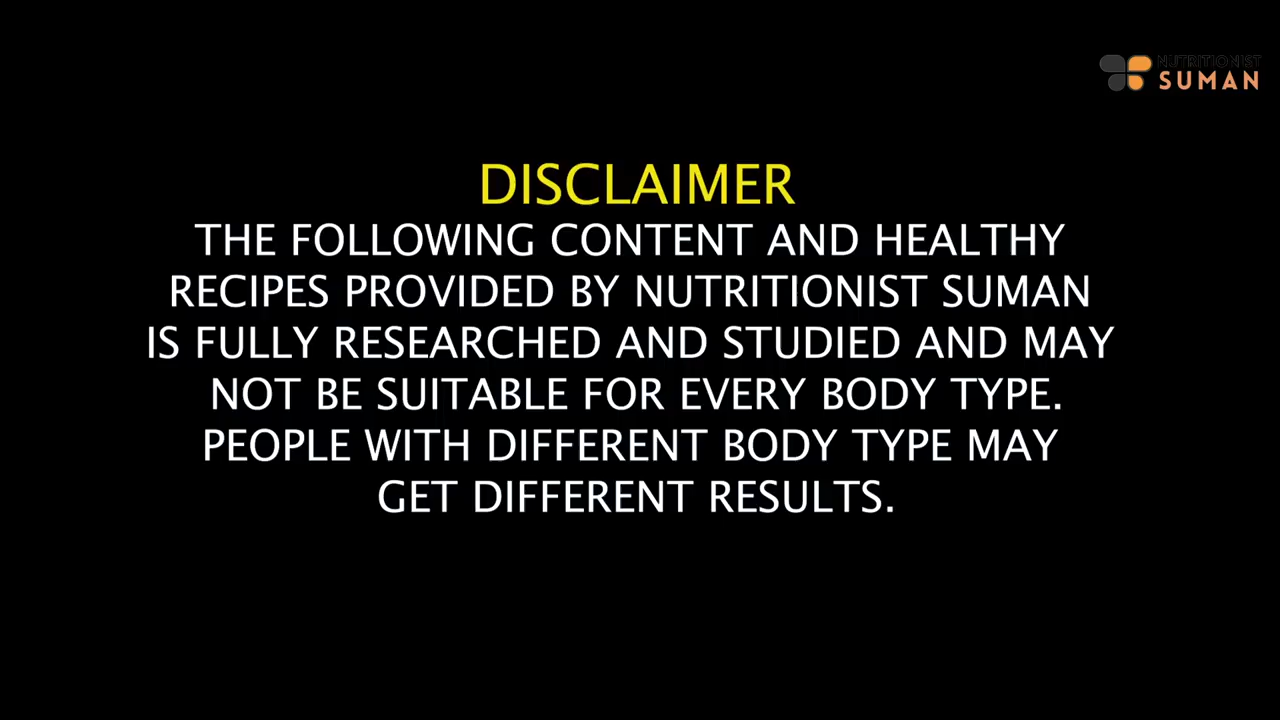 NUTRITIONIST
SUMAN
DISCLAIMER
THE FOLLOWING CONTENT AND HEALTHY
RECIPES PROVIDED BY NUTRITIONIST SUMAN
IS FULLY RESEARCHED AND STUDIED AND MAY
NOT BE SUITABLE FOR EVERY BODY TYPE.
PEOPLE WITH DIFFERENT BODY TYPE MAY
GET DIFFERENT RESULTS.